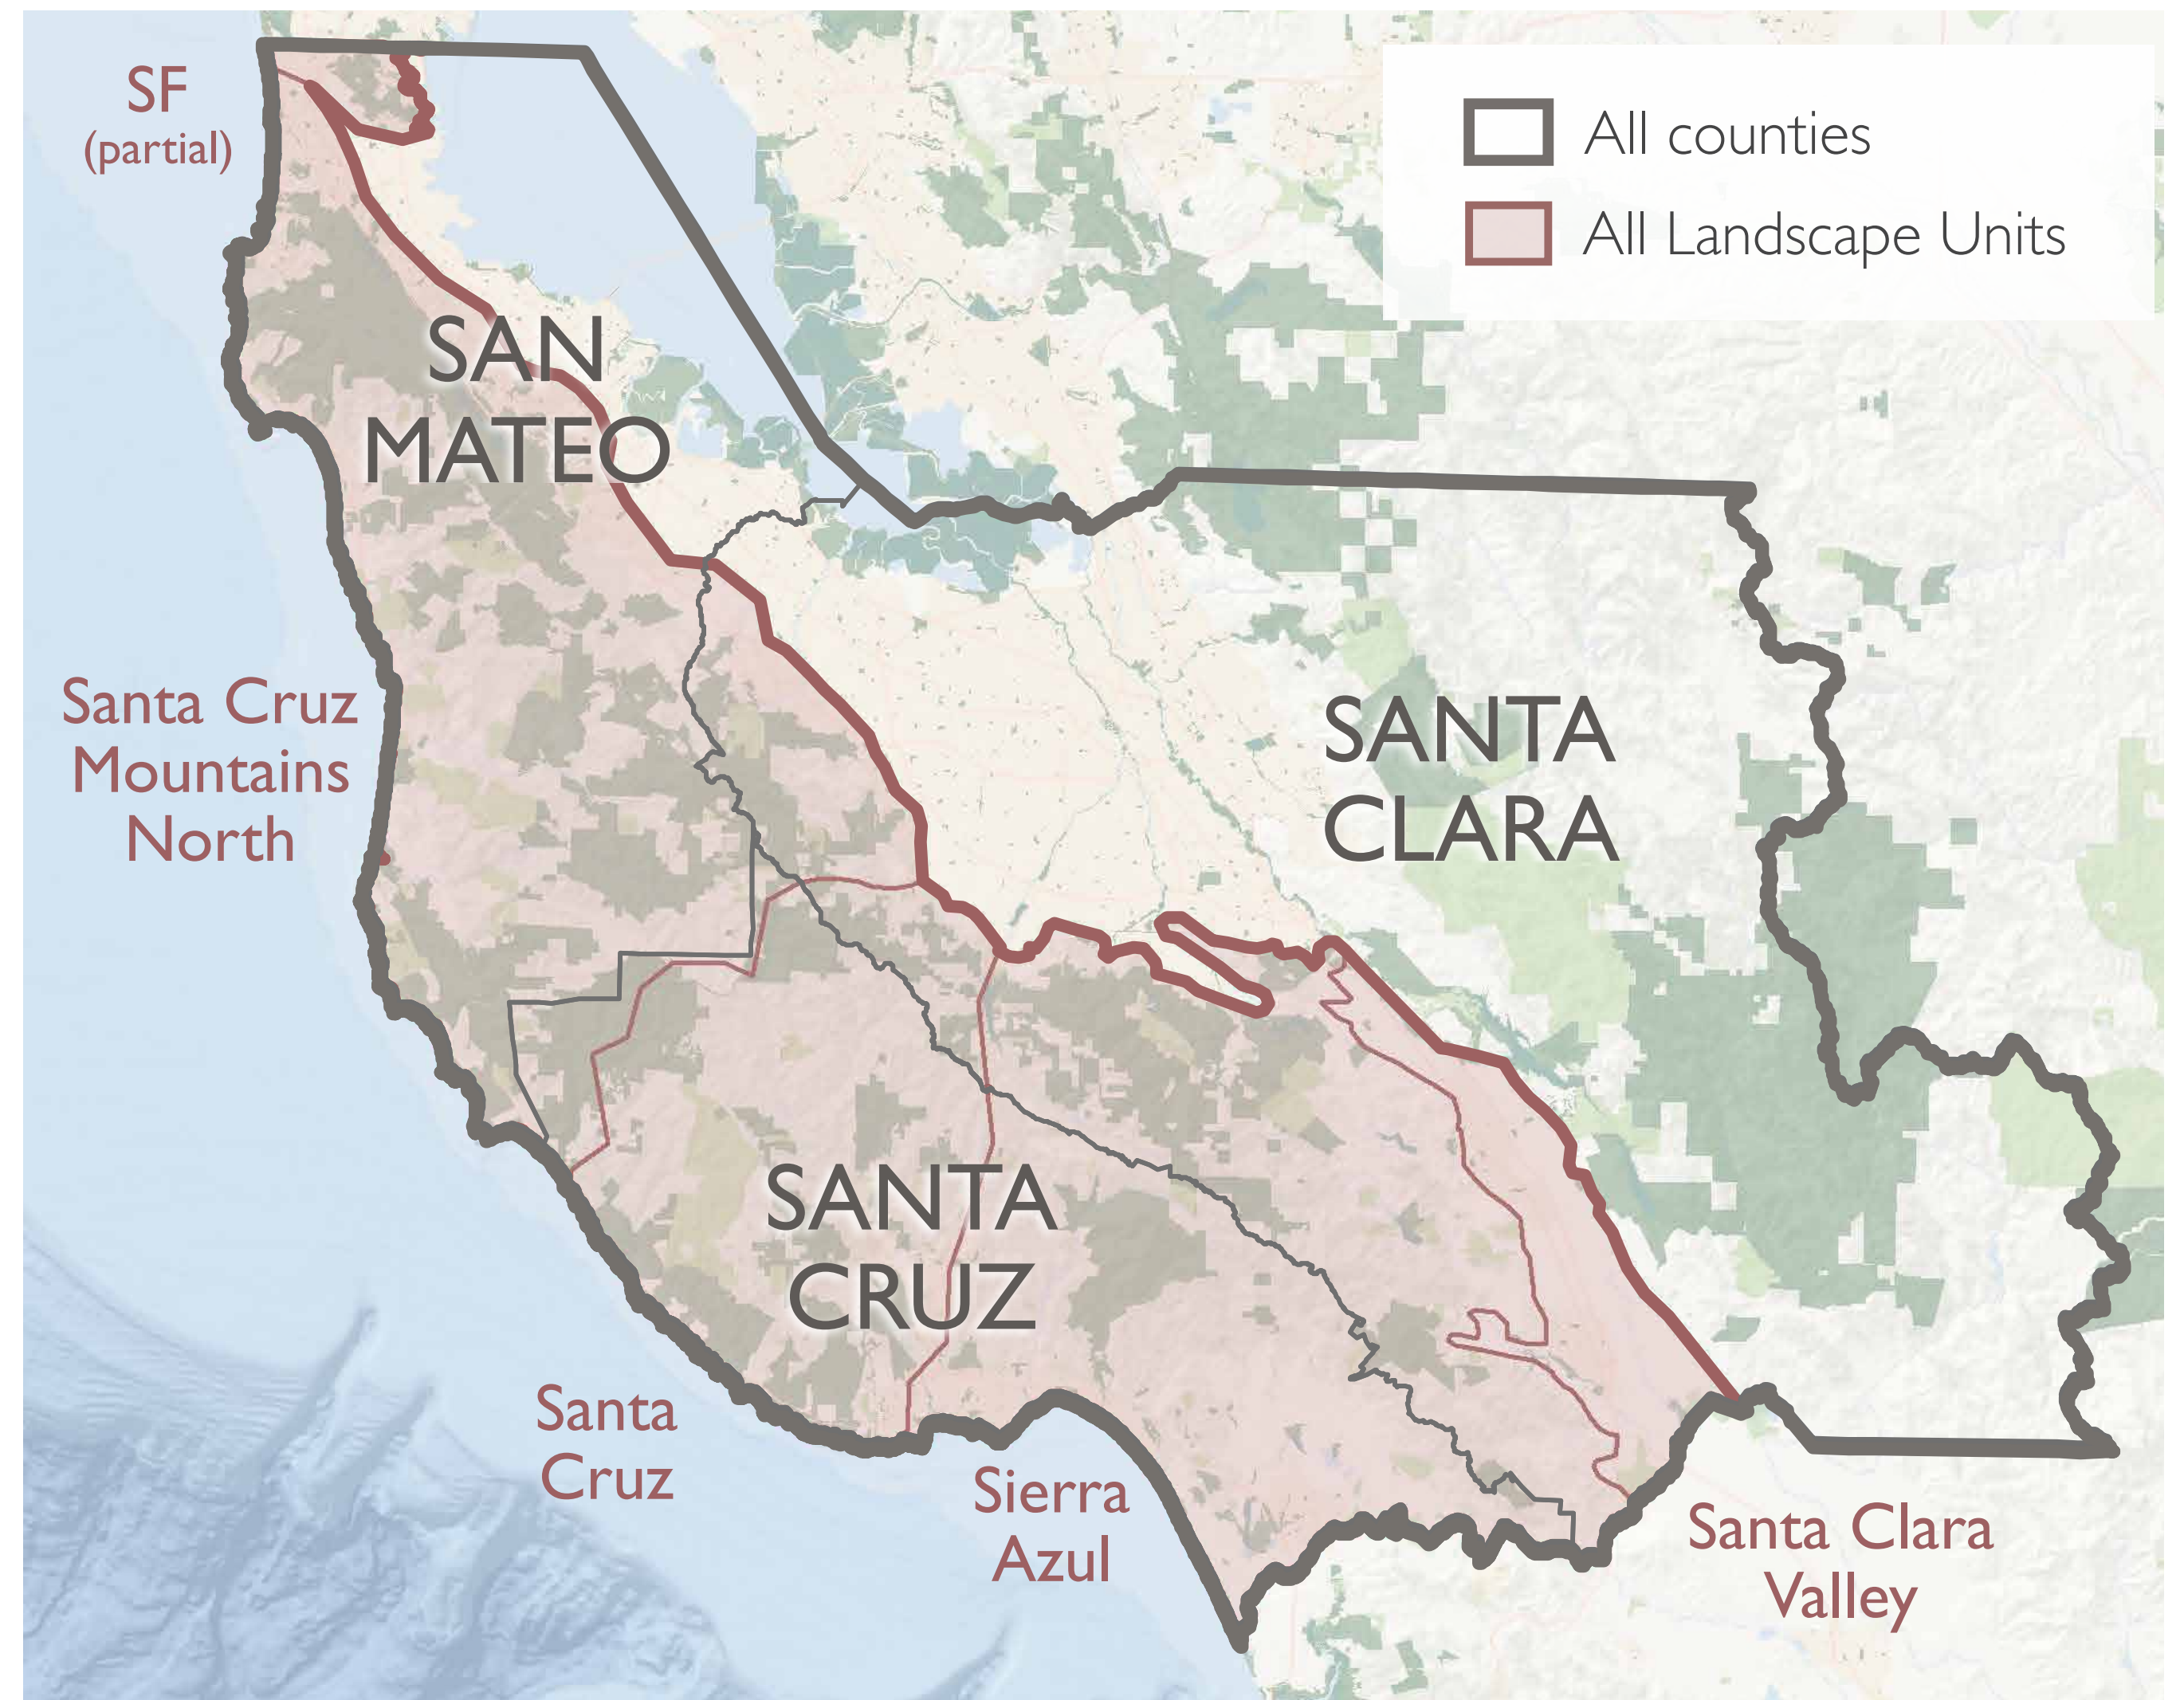 SF
(partial)
All counties
All Landscape Units
SAN
MATEO
Santa Cruz
Mountains
North
SANTA
CLARA
SANTA
CRUZ
Santa
Cruz
Sierra
Azul
Santa Clara
Valley